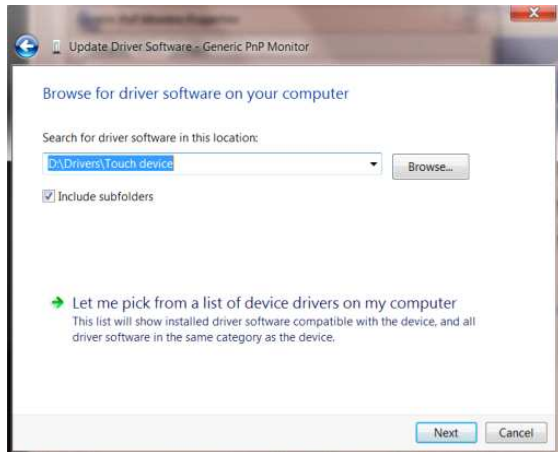 Update Driver Software - Generic PnP Monitor
Browse for driver software on your computer
Search for driver software in this location:
D:\Drivers\Touch device
Browse...
Include subfolders
Let me pick from a list of device drivers on my computer
This list will show installed driver software compatible with the device, and all
driver software in the same category as the device.
Next
Cancel